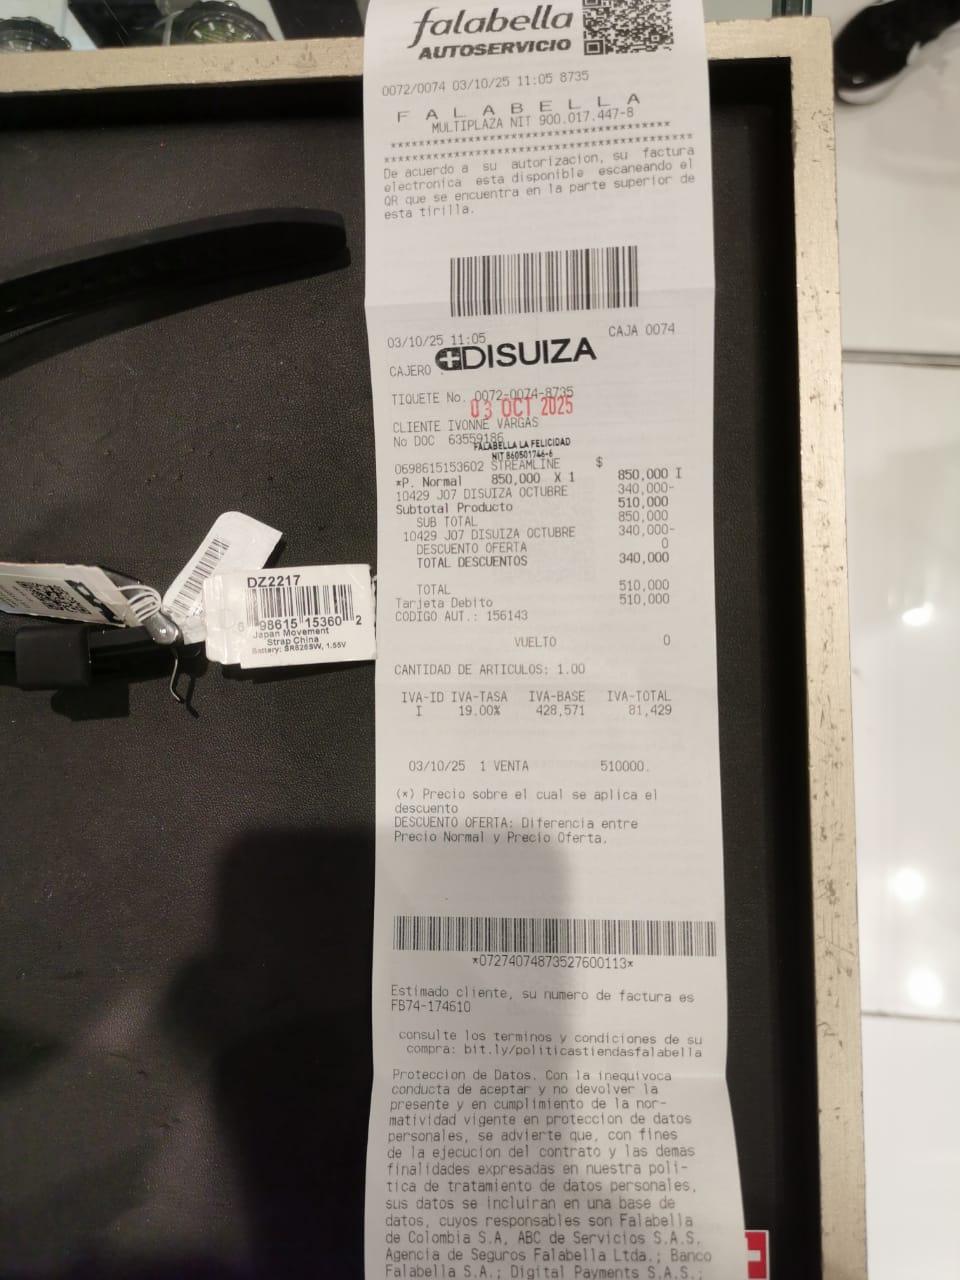 falabella
AUTOSERVICIO
0072/0074 03/10/25 11:05 8735
F A L A B E L L A
MULTIPLAZA NIT 900.017.447-8
****************************************
********************************************
De acuerdo a su autorizacion, su factura
electronica esta disponible escaneando el
QR que se encuentra en la parte superior de
esta tirilla.
03/10/25 11:05 CAJA 0074
DISUIZA
CAJERO
TIQUETE No. 0072-0074-8735
03 OCT 2025
CLIENTE IVONNE VARGAS
No DOC 63559186
FALABELLA LA FELICIDAD
NIT 860501746-6
0698615153602 STREAMLINE $
*P. Normal 850,000 X 1 850,000 I
10429 J07 DISUIZA OCTUBRE 340,000-
Subtotal Producto 510,000
SUB TOTAL 850,000
10429 J07 DISUIZA OCTUBRE 340,000-
DESCUENTO OFERTA 0
TOTAL DESCUENTOS 340,000
TOTAL 510,000
Tarjeta Debito 510,000
CODIGO AUT.: 156143
VUELTO 0
CANTIDAD DE ARTICULOS: 1.00
IVA-ID IVA-TASA IVA-BASE IVA-TOTAL
I 19.00% 428,571 81,429
03/10/25 1 VENTA 510000.
(*) Precio sobre el cual se aplica el
descuento
DESCUENTO OFERTA: Diferencia entre
Precio Normal y Precio Oferta.
*07274074873527600113*
Estimado cliente, su numero de factura es
FB74-174610
consulte los terminos y condiciones de su
compra: bit.ly/politicastiendasfalabella
Proteccion de Datos. Con la inequivoca
conducta de aceptar y no devolver la
presente y en cumplimiento de la nor-
matividad vigente en proteccion de datos
personales, se advierte que, con fines
de la ejecucion del contrato y las demas
finalidades expresadas en nuestra poli-
tica de tratamiento de datos personales,
sus datos se incluiran en una base de
datos, cuyos responsables son Falabella
de Colombia S.A, ABC de Servicios S.A.S,
Agencia de Seguros Falabella Ltda.; Banco
Falabella S.A.; Digital Payments S.A.S.;
DZ2217
6 98615 15360 2
Japan Movement
Strap China
Battery: SR626SW, 1.55V